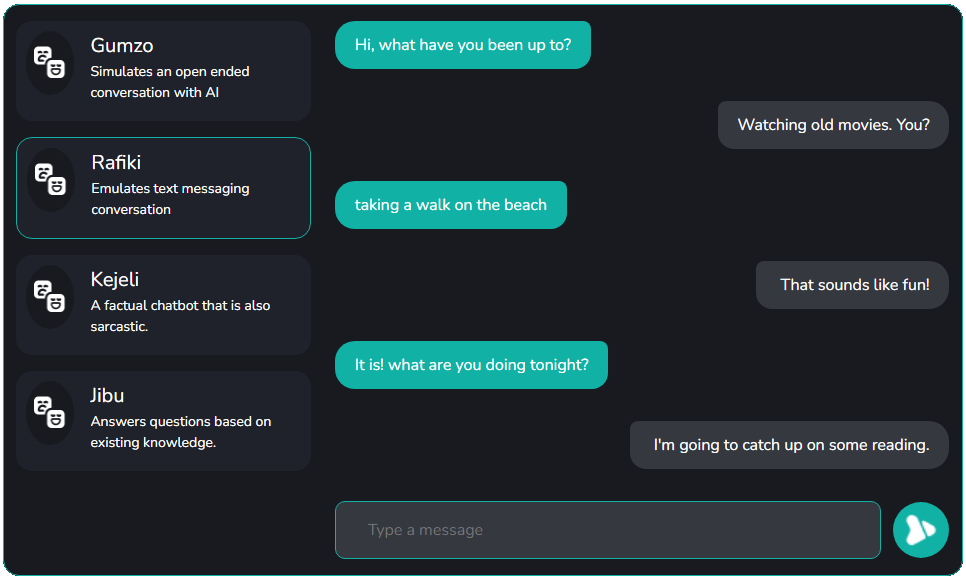 Gumzo
Simulates an open ended
conversation with AI
Rafiki
Emulates text messaging
conversation
Kejeli
A factual chatbot that is also
sarcastic.
Jibu
Answers questions based on
existing knowledge.
Hi, what have you been up to?
Watching old movies. You?
taking a walk on the beach
That sounds like fun!
It is! what are you doing tonight?
I'm going to catch up on some reading.
Type a message